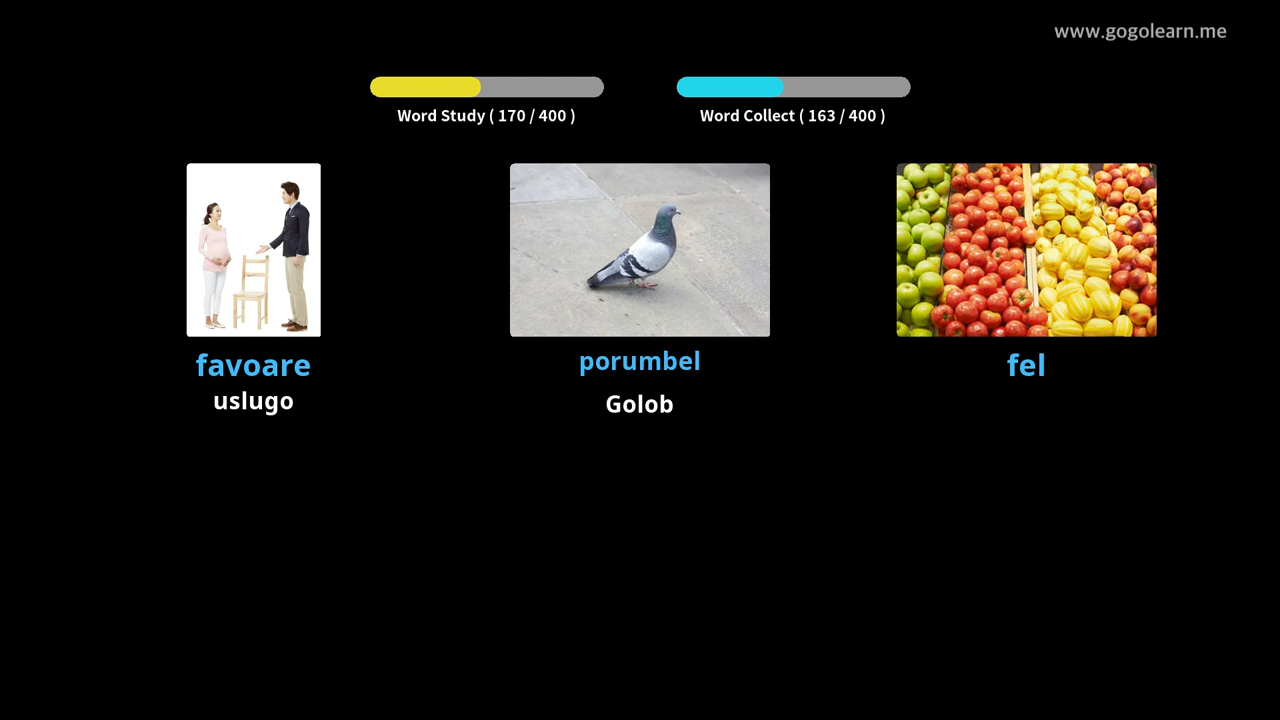 www.gogolearn.me
Word Study ( 170 / 400 )
Word Collect ( 163 / 400 )
favoare
porumbel
fel
uslugo
Golob